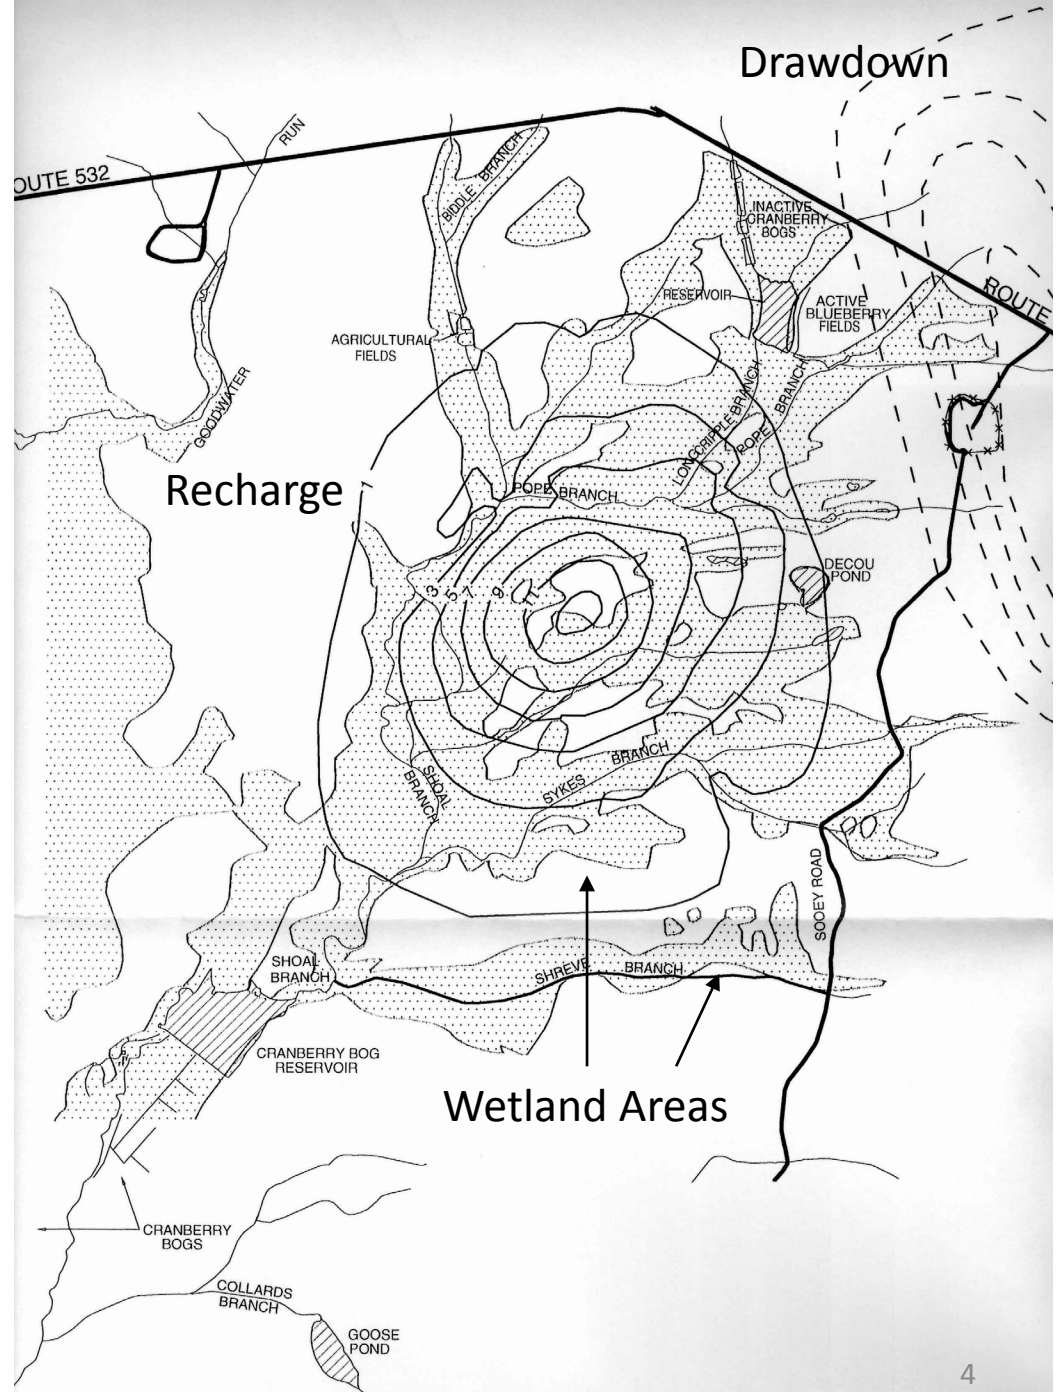 Drawdown
RUN
OUTE 532
BIDDLE BRANCH
INACTIVE
CRANBERRY
BOGS
RESERVOIR
ROUTE
ACTIVE
BLUEBERRY
FIELDS
AGRICULTURAL
FIELDS
GOODWATER
LONG CRIPPLE BRANCH
POPE BRANCH
Recharge
1
POPE BRANCH
DECOU
POND
3
5
7
9
11
SHOAL
BRANCH
SYKES BRANCH
SOOEY ROAD
SHOAL
BRANCH
SHREVE BRANCH
CRANBERRY BOG
RESERVOIR
Wetland Areas
CRANBERRY
BOGS
COLLARDS
BRANCH
GOOSE
POND
4